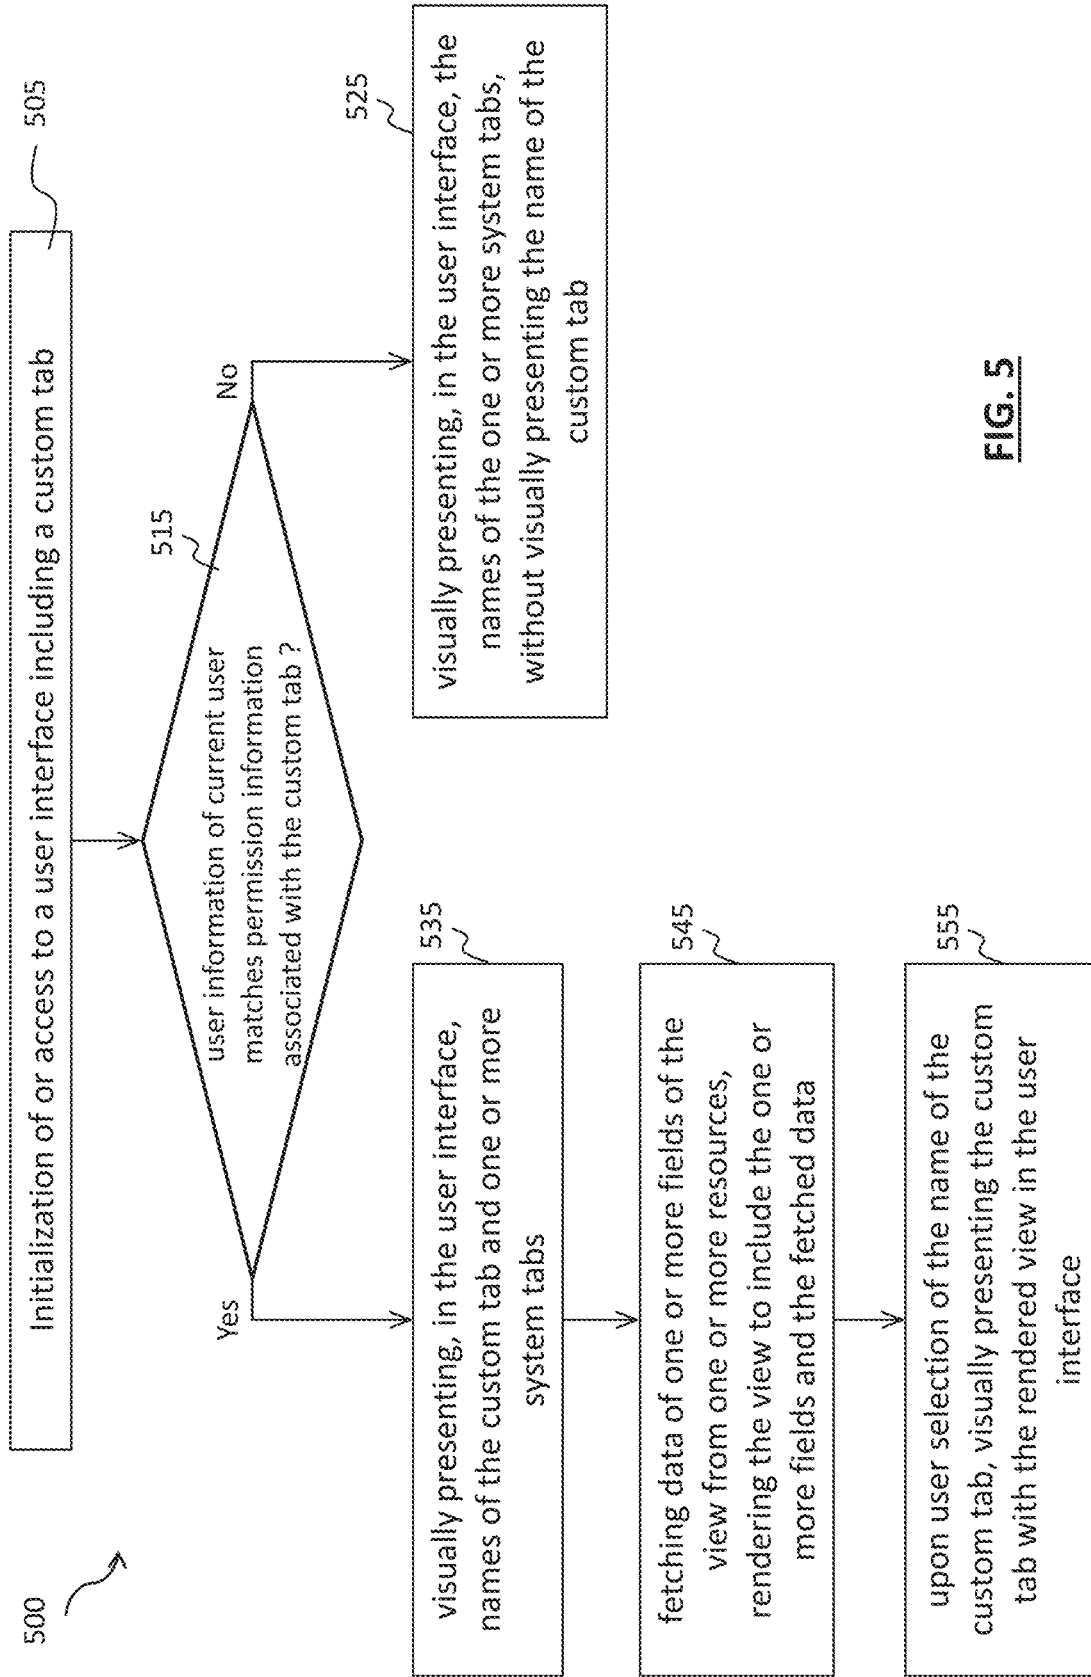 500
505
Initialization of or access to a user interface including a custom tab
515
user information of current user
matches permission information
associated with the custom tab ?
Yes
No
535
visually presenting, in the user interface,
names of the custom tab and one or more
system tabs
525
visually presenting, in the user interface, the
names of the one or more system tabs,
without visually presenting the name of the
custom tab
545
fetching data of one or more fields of the
view from one or more resources,
rendering the view to include the one or
more fields and the fetched data
555
upon user selection of the name of the
custom tab, visually presenting the custom
tab with the rendered view in the user
interface
FIG. 5